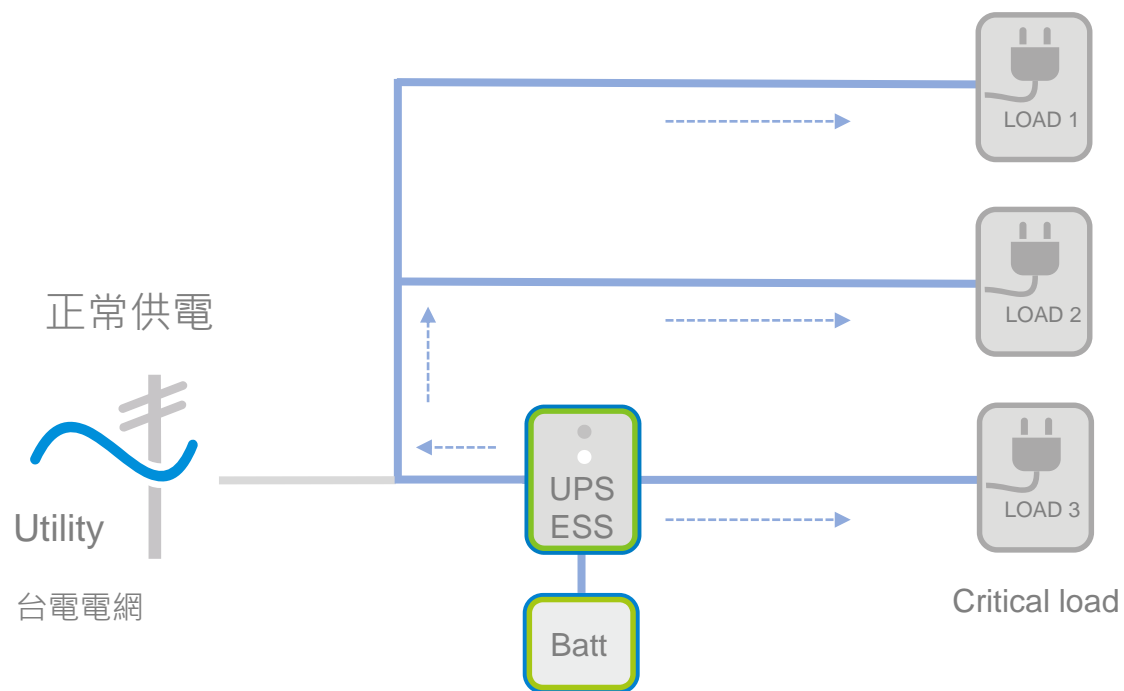 LOAD 1
LOAD 2
正常供電
UPS
ESS
LOAD 3
Utility
台電電網
Critical load
Batt